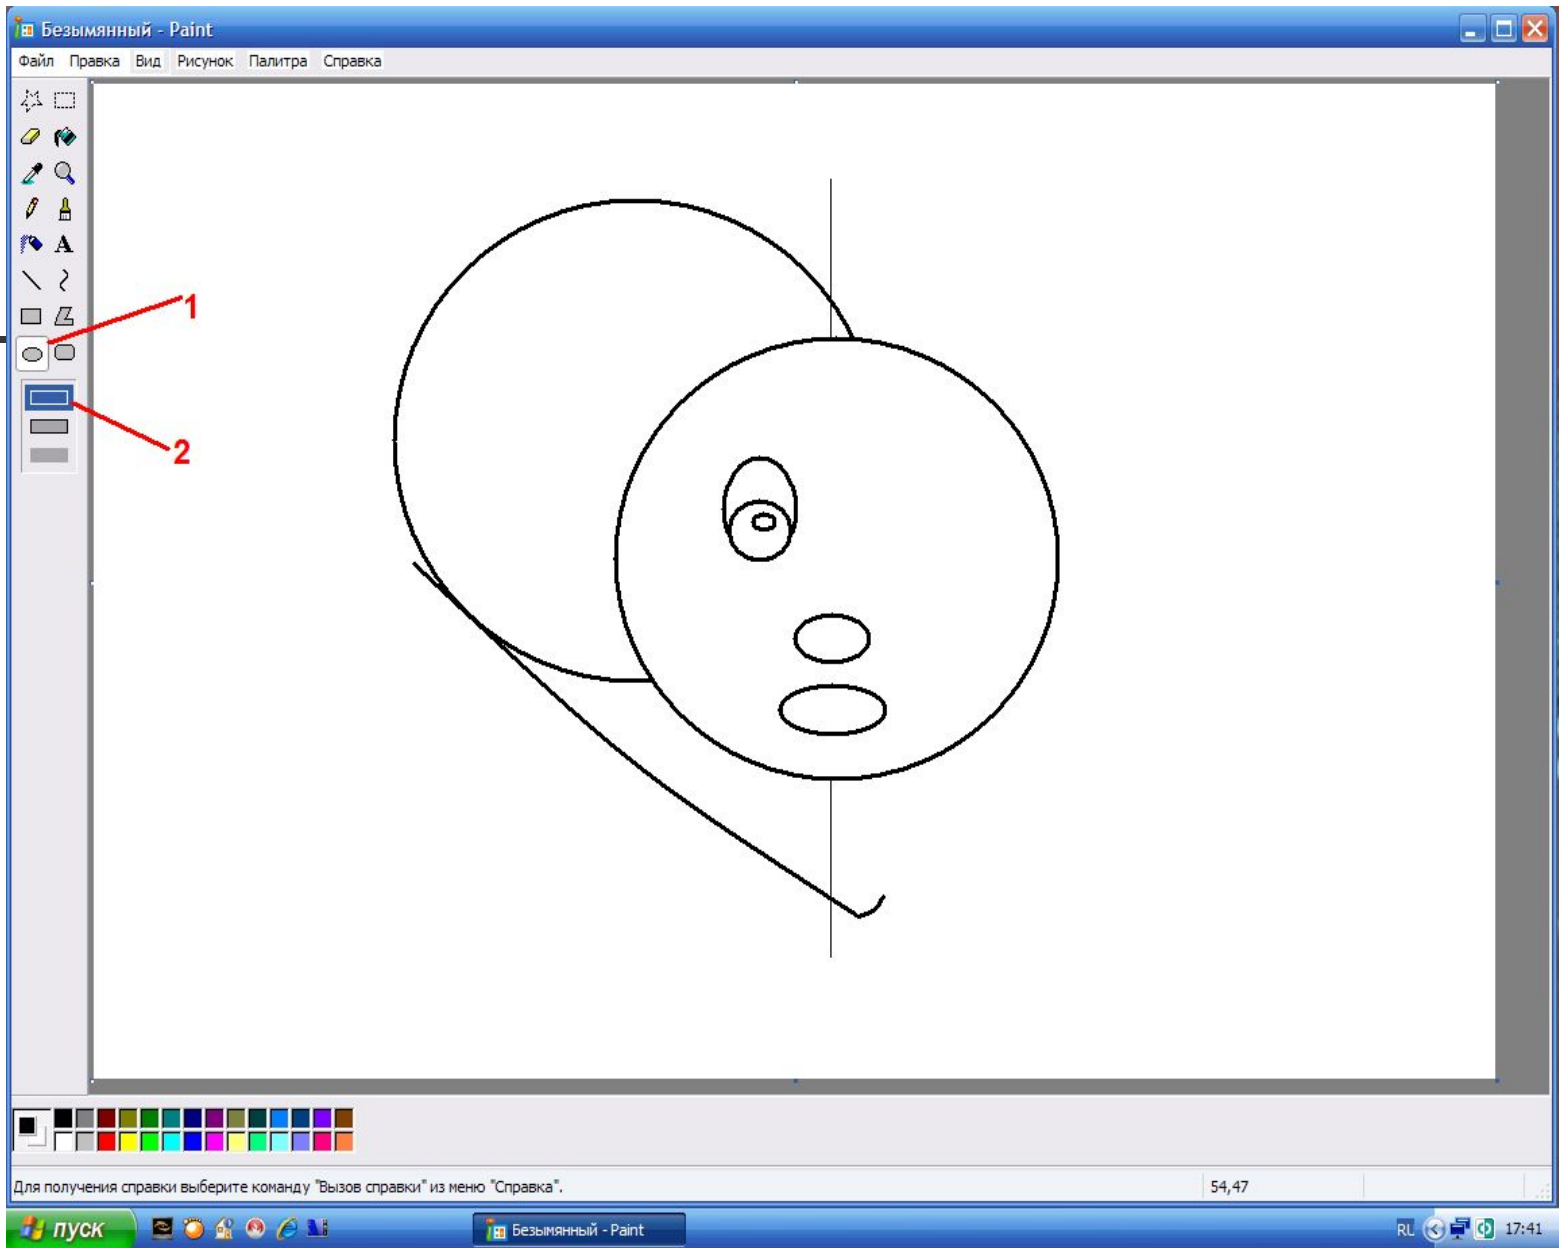 Безымянный - Paint
Файл Правка Вид Рисунок Палитра Справка
A
1
2
Для получения справки выберите команду "Вызов справки" из меню "Справка".
54,47
пуск
Безымянный - Paint
RL
17:41